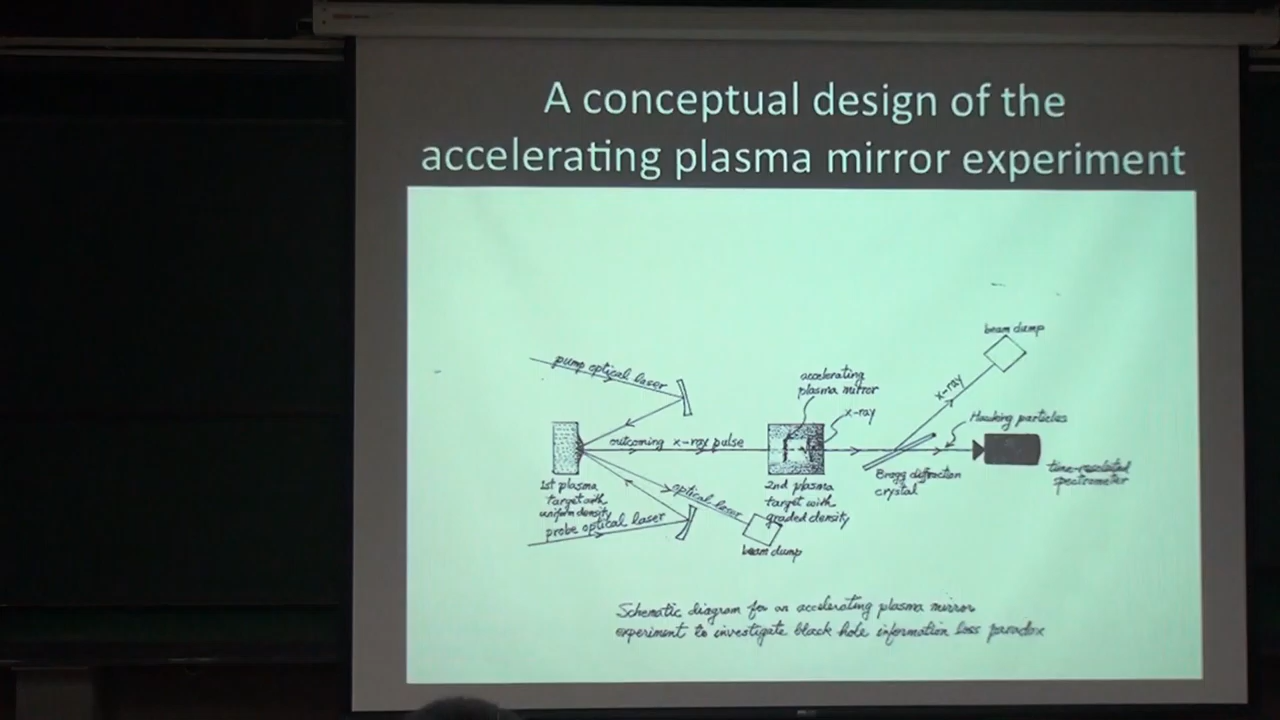 A conceptual design of the
accelerating plasma mirror experiment
beam dump
pump optical laser
accelerating
plasma mirror
x-ray
x-ray
Hawking particles
outcoming x-ray pulse
1st plasma
target with
uniform density
optical laser
2nd plasma
target with
graded density
Bragg diffraction
crystal
time-resolved
spectrometer
probe optical laser
beam dump
Schematic diagram for an accelerating plasma mirror
experiment to investigate black hole information loss paradox